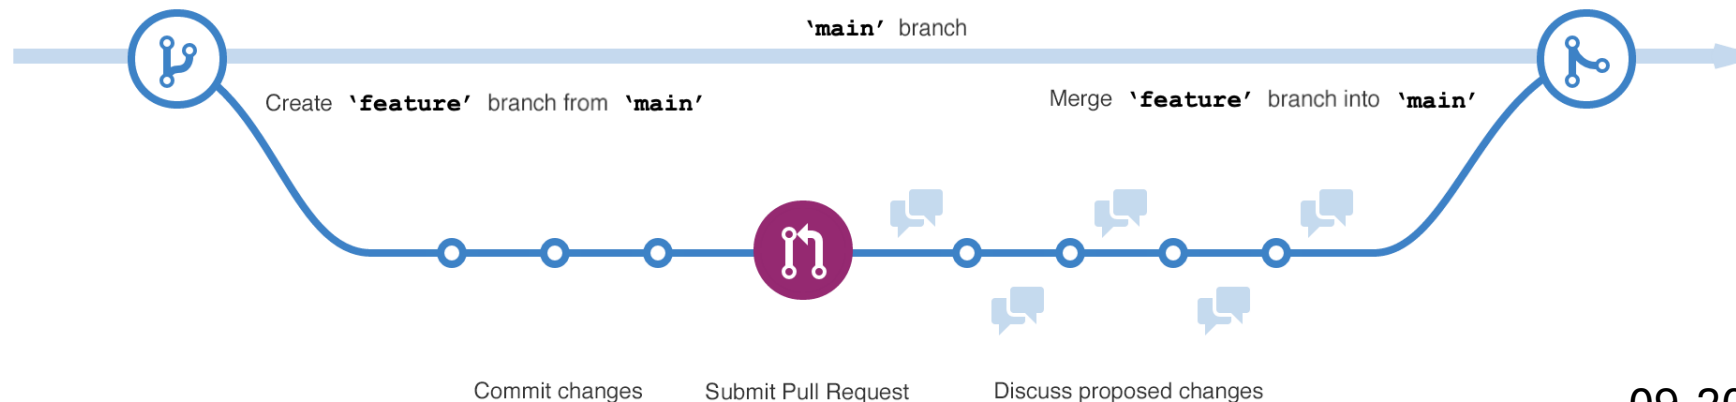 ‘main’ branch
Create ‘feature’ branch from ‘main’
Merge ‘feature’ branch into ‘main’
Commit changes
Submit Pull Request
Discuss proposed changes